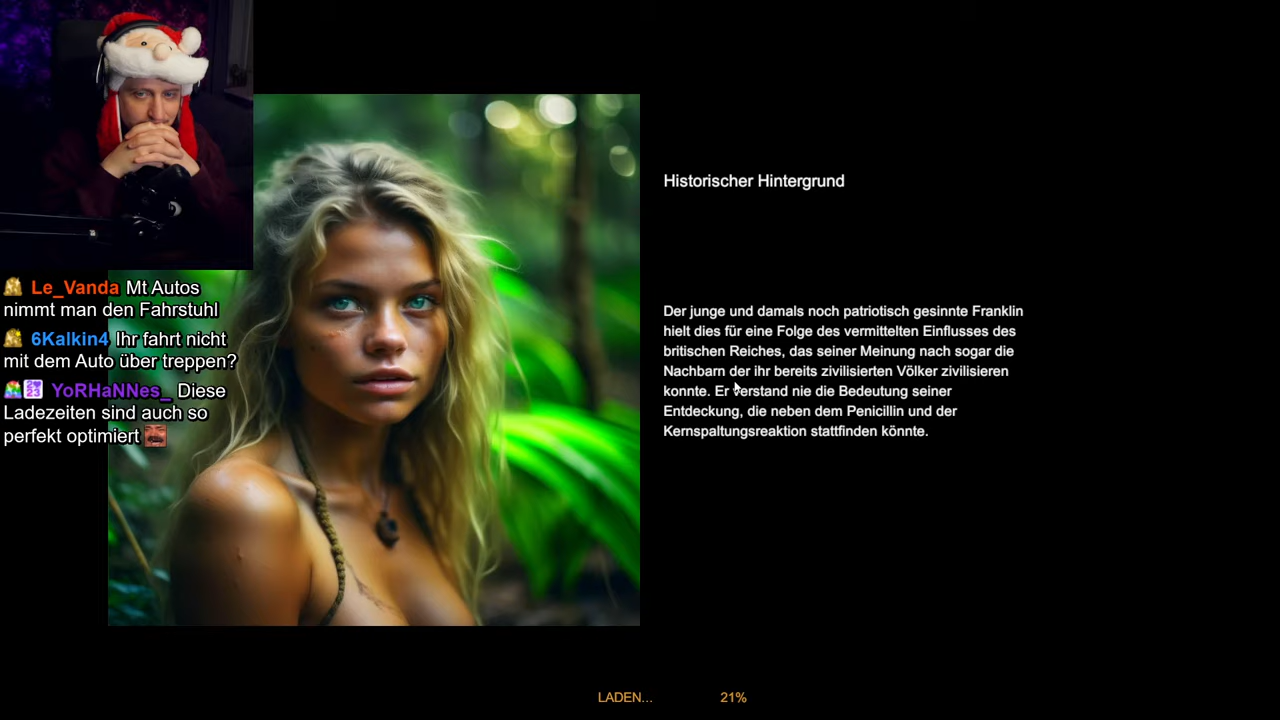 Le_Vanda Mt Autos
nimmt man den Fahrstuhl
6Kalkin4 Ihr fahrt nicht
mit dem Auto über treppen?
YoRHaNNes_ Diese
Ladezeiten sind auch so
perfekt optimiert
Historischer Hintergrund
Der junge und damals noch patriotisch gesinnte Franklin
hielt dies für eine Folge des vermittelten Einflusses des
britischen Reiches, das seiner Meinung nach sogar die
Nachbarn der ihr bereits zivilisierten Völker zivilisieren
konnte. Er verstand nie die Bedeutung seiner
Entdeckung, die neben dem Penicillin und der
Kernspaltungsreaktion stattfinden könnte.
LADEN... 21%